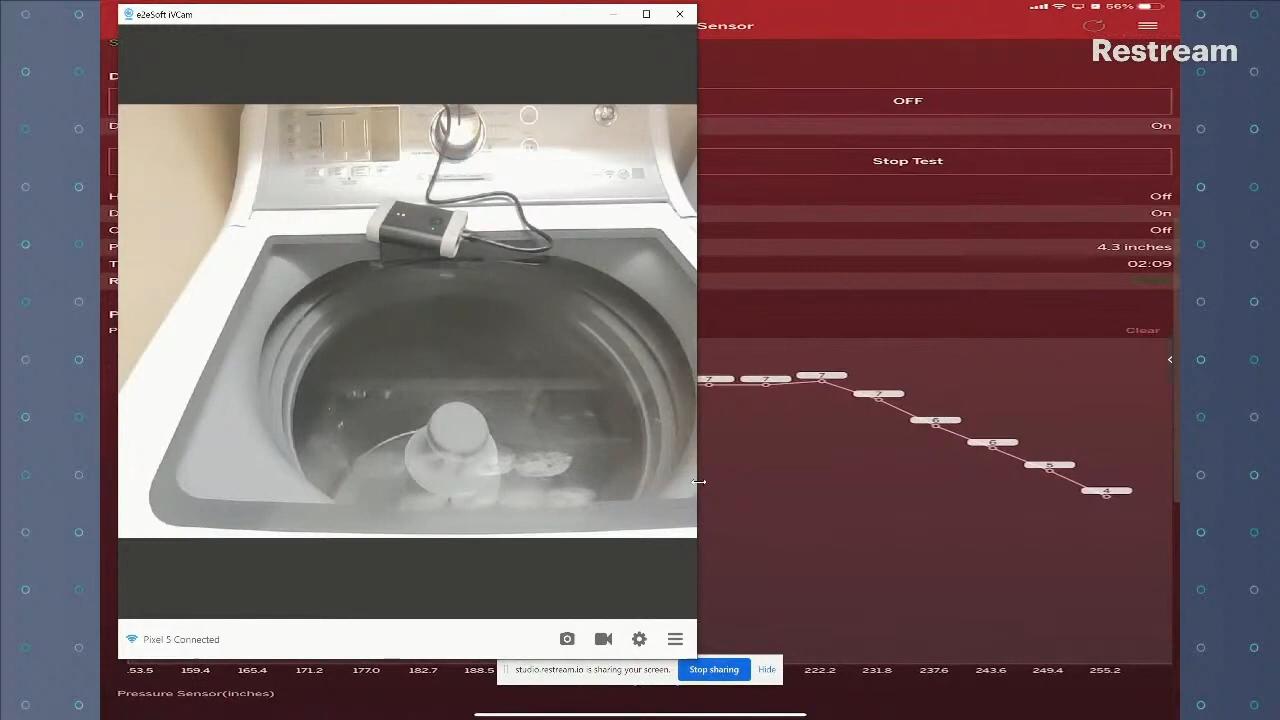 e2eSoft iVCam
Sensor
56%
Restream
S
D
OFF
D
On
Stop Test
H
Off
D
On
O
Off
P
4.3 inches
T
02:09
R
P
P
Clear
7
7
7
7
6
6
5
4
Pixel 5 Connected
studio.restream.io is sharing your screen.
Stop sharing
Hide
53.5
159.4
165.4
171.2
177.0
182.7
188.5
222.2
231.8
237.6
243.6
249.4
255.2
Pressure Sensor(inches)